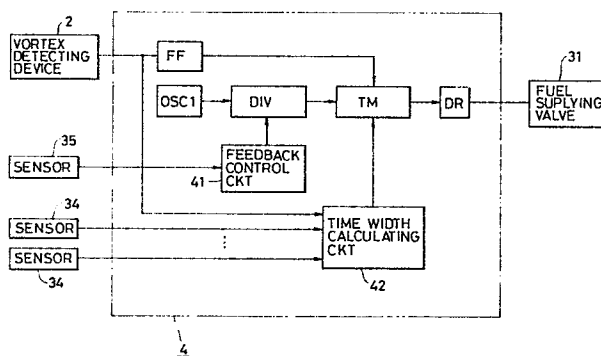 2
VORTEX
DETECTING
DEVICE
FF
OSC1
DIV
TM
DR
31
FUEL
SUPLYING
VALVE
35
SENSOR
41
FEEDBACK
CONTROL
CKT
34
SENSOR
34
SENSOR
TIME WIDTH
CALCULATING
CKT
42
4